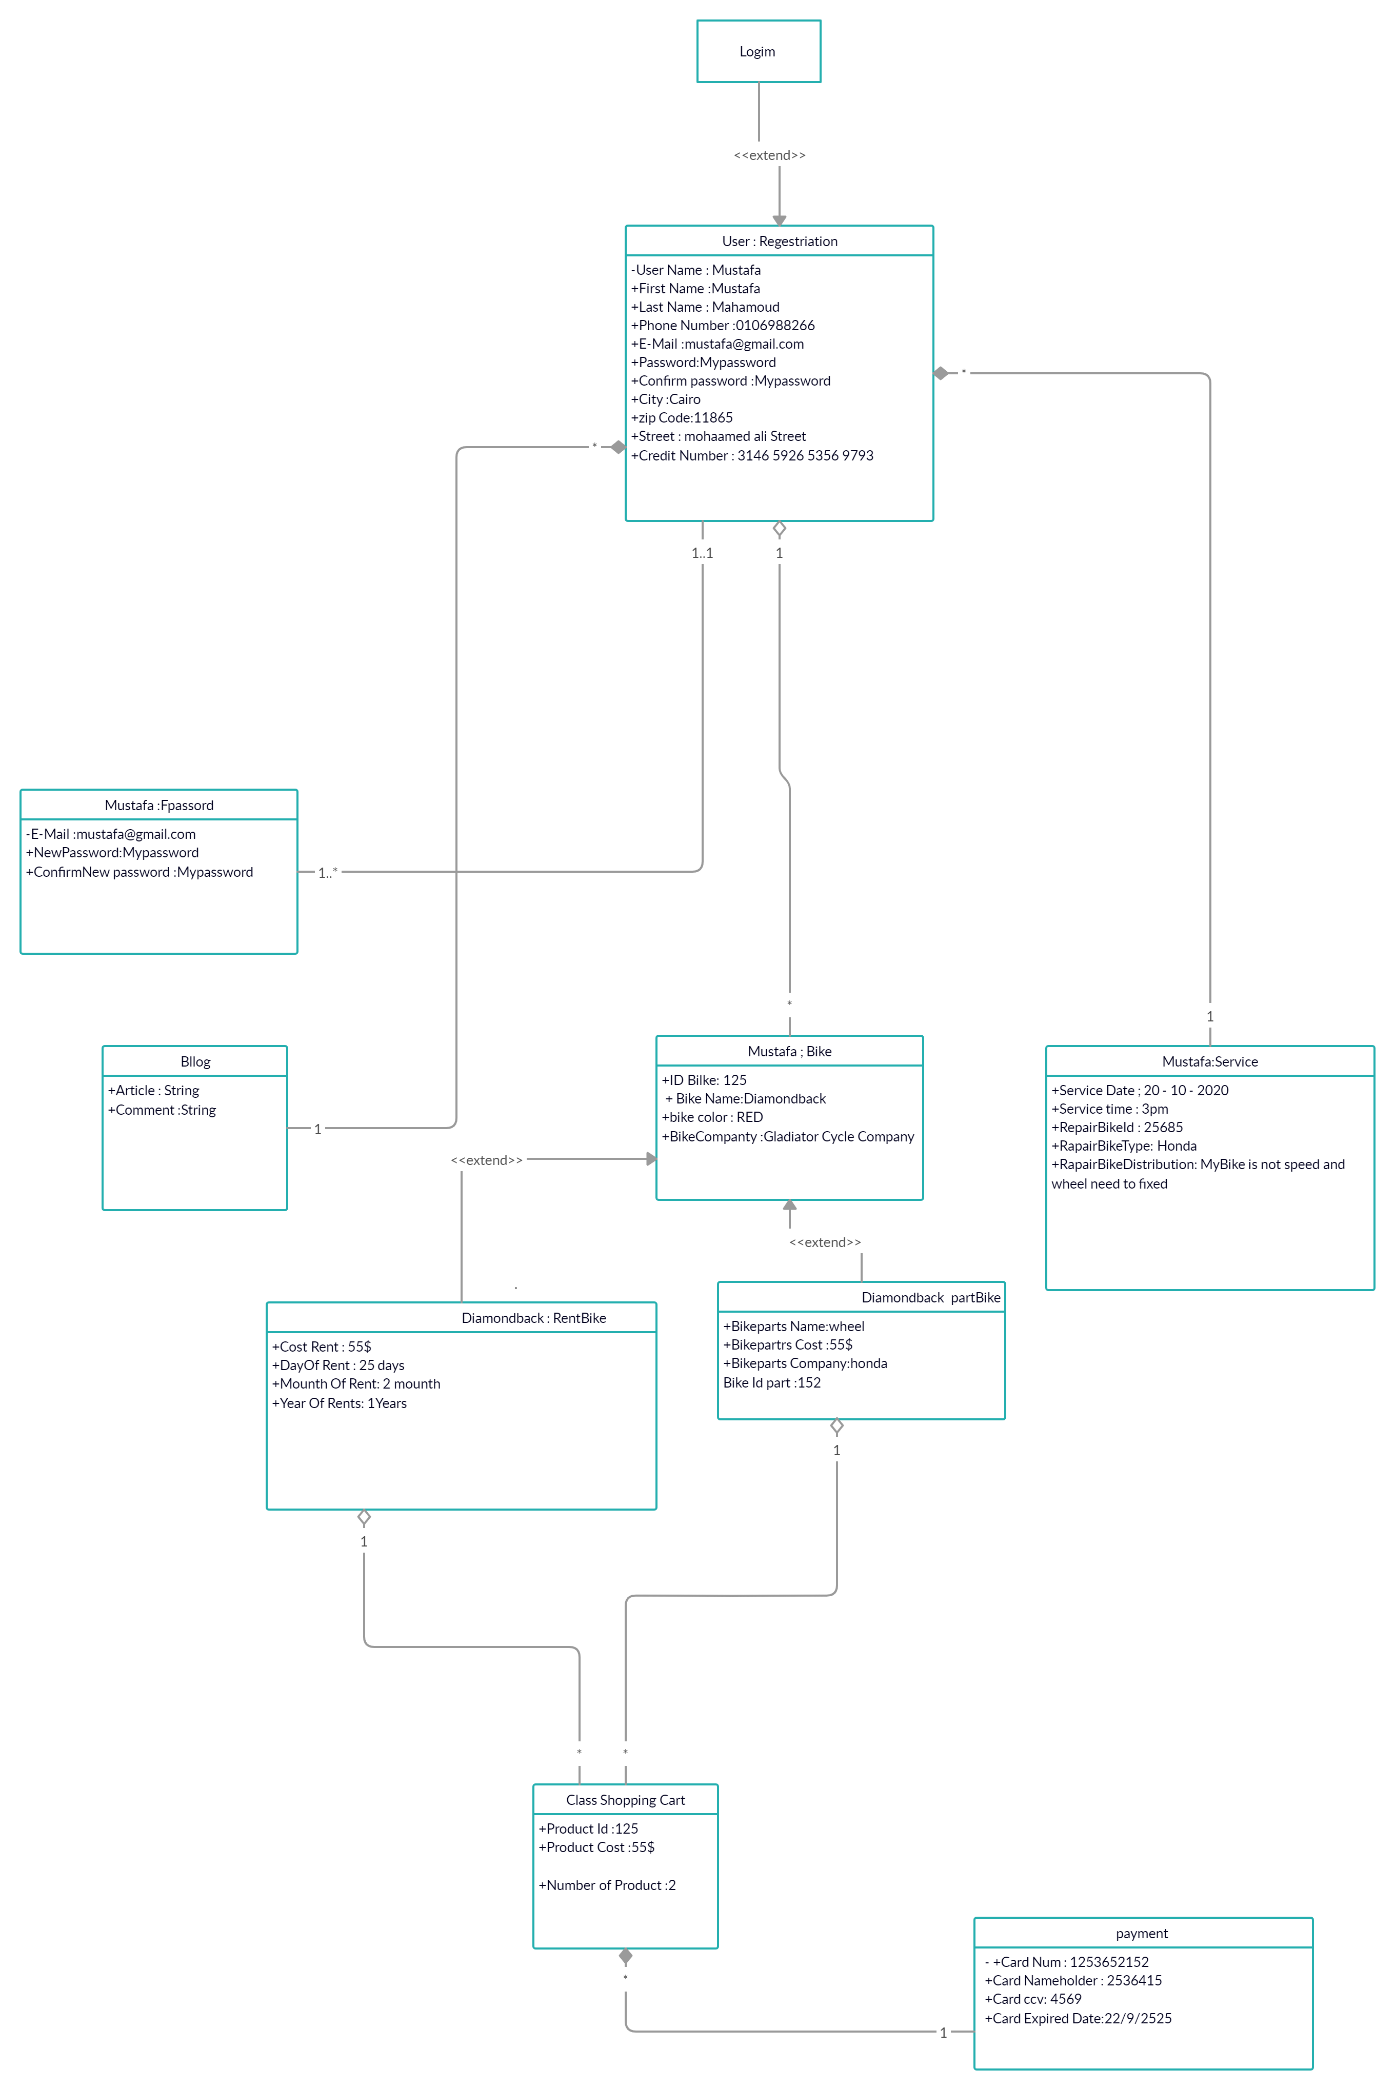 Logim
<<extend>>
User : Regestriation
-User Name : Mustafa
+First Name :Mustafa
+Last Name : Mahamoud
+Phone Number :0106988266
+E-Mail :mustafa@gmail.com
+Password:Mypassword
+Confirm password :Mypassword
+City :Cairo
+zip Code:11865
+Street : mohaamed ali Street
+Credit Number : 3146 5926 5356 9793
*
*
1..1
1
Mustafa :Fpassord
-E-Mail :mustafa@gmail.com
+NewPassword:Mypassword
+ConfirmNew password :Mypassword
1..*
*
1
Bllog
+Article : String
+Comment :String
1
Mustafa ; Bike
+ID Bilke: 125
+ Bike Name:Diamondback
+bike color : RED
+BikeCompanty :Gladiator Cycle Company
Mustafa:Service
+Service Date ; 20 - 10 - 2020
+Service time : 3pm
+RepairBikeId : 25685
+RapairBikeType: Honda
+RapairBikeDistribution: MyBike is not speed and
wheel need to fixed
<<extend>>
<<extend>>
Diamondback : RentBike
+Cost Rent : 55$
+DayOf Rent : 25 days
+Mounth Of Rent: 2 mounth
+Year Of Rents: 1Years
Diamondback  partBike
+Bikeparts Name:wheel
+Bikepartrs Cost :55$
+Bikeparts Company:honda
Bike Id part :152
1
1
*
*
Class Shopping Cart
+Product Id :125
+Product Cost :55$
+Number of Product :2
*
1
payment
- +Card Num : 1253652152
+Card Nameholder : 2536415
+Card ccv: 4569
+Card Expired Date:22/9/2525